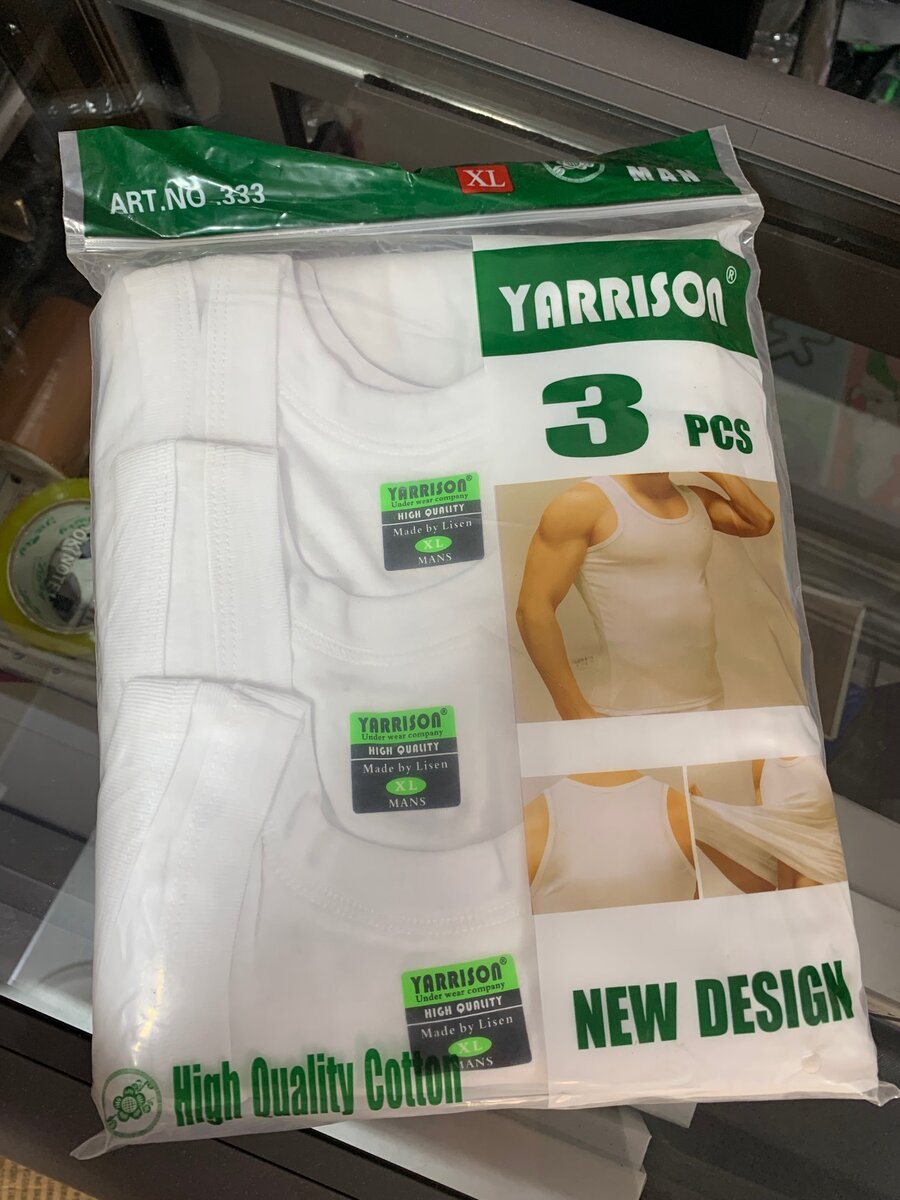 ART.NO .333
XL
MAN
YARRISON®
3 PCS
YARRISON®
Under wear company
HIGH QUALITY
Made by Lisen
XL
MANS
YARRISON®
Under wear company
HIGH QUALITY
Made by Lisen
XL
MANS
YARRISON®
Under wear company
HIGH QUALITY
Made by Lisen
XL
MANS
NEW DESIGN
High Quality Cotton